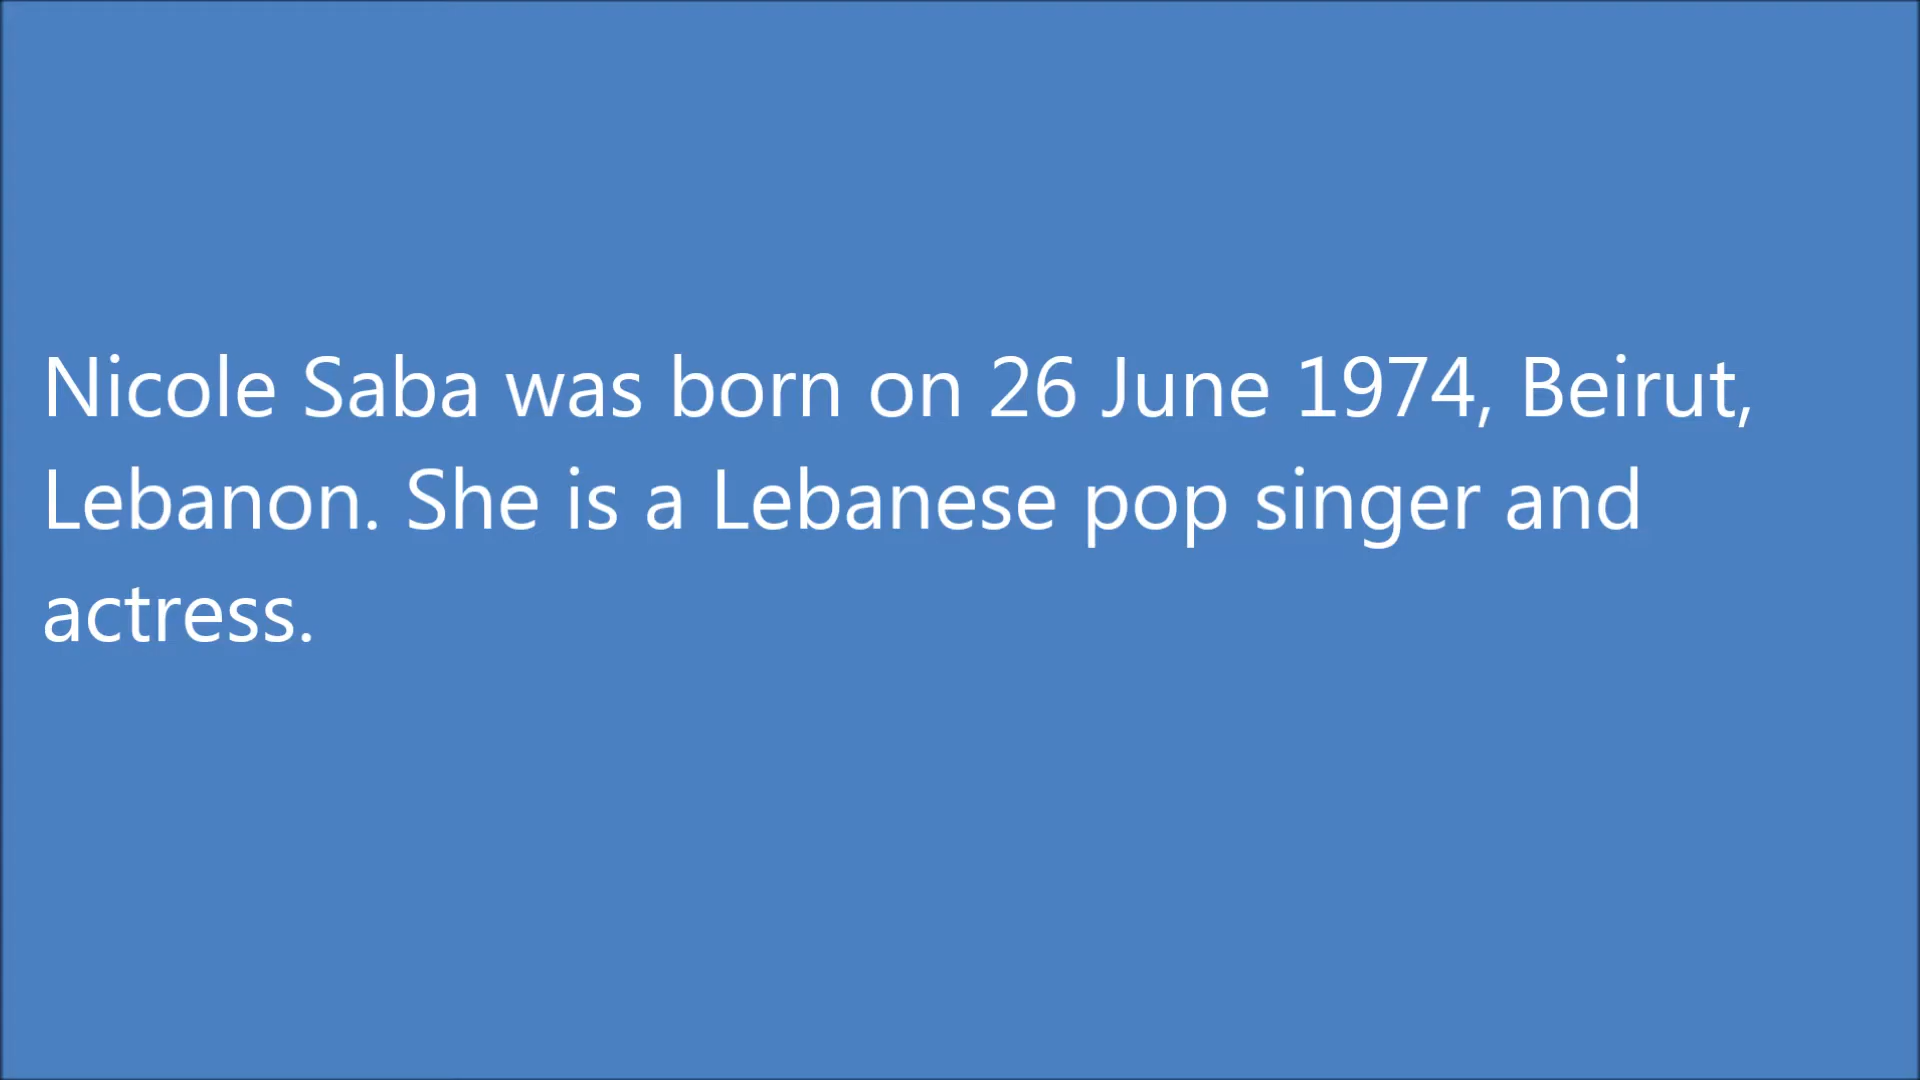 Nicole Saba was born on 26 June 1974, Beirut,
Lebanon. She is a Lebanese pop singer and
actress.